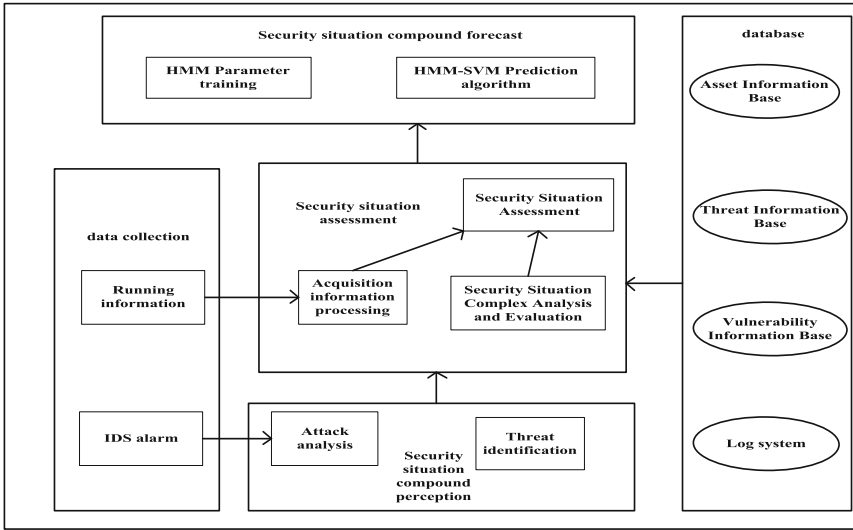 Security situation compound forecast
HMM Parameter
training
HMM-SVM Prediction
algorithm
database
Asset Information
Base
Threat Information
Base
Vulnerability
Information Base
Log system
data collection
Running
information
IDS alarm
Security situation
assessment
Security Situation
Assessment
Acquisition
information
processing
Security Situation
Complex Analysis
and Evaluation
Attack
analysis
Threat
identification
Security
situation
compound
perception